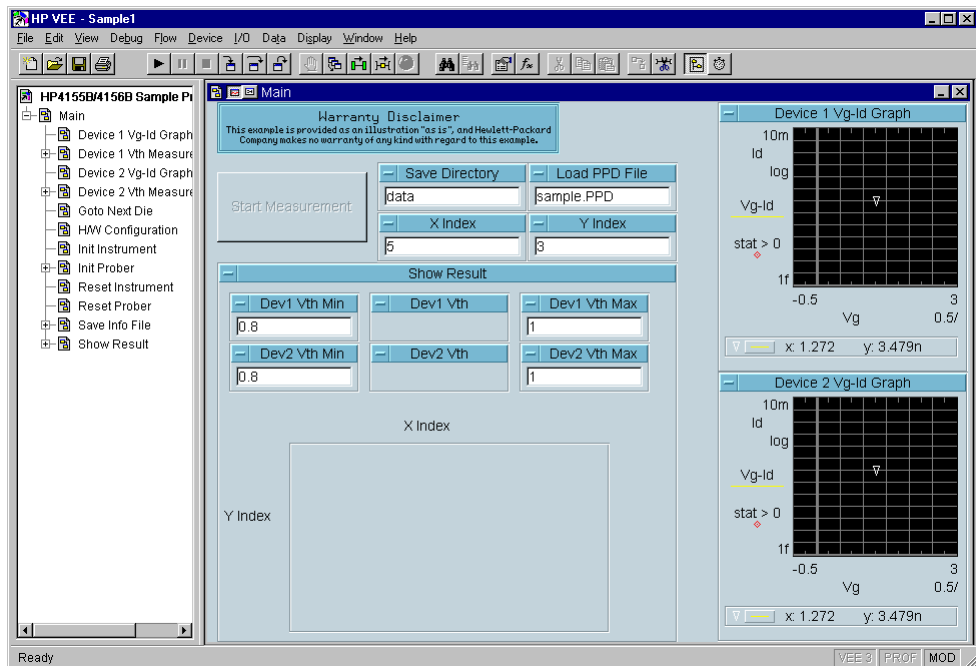 HP VEE - Sample1
File Edit View Debug Flow Device I/O Data Display Window Help
HP4155B/4156B Sample Pr
Main
Device 1 Vg-Id Graph
Device 1 Vth Measure
Device 2 Vg-Id Graph
Device 2 Vth Measure
Goto Next Die
H/W Configuration
Init Instrument
Init Prober
Reset Instrument
Reset Prober
Save Info File
Show Result
Main
Warranty Disclaimer
This example is provided as an illustration "as is", and Hewlett-Packard
Company makes no warranty of any kind with regard to this example.
Start Measurement
Save Directory
data
Load PPD File
sample.PPD
X Index
5
Y Index
3
Show Result
Dev1 Vth Min
0.8
Dev1 Vth
Dev1 Vth Max
1
Dev2 Vth Min
0.8
Dev2 Vth
Dev2 Vth Max
1
X Index
Y Index
Device 1 Vg-Id Graph
10m
Id
log
Vg-Id
stat > 0
1f
-0.5
3
Vg
0.5/
x: 1.272 y: 3.479n
Device 2 Vg-Id Graph
10m
Id
log
Vg-Id
stat > 0
1f
-0.5
3
Vg
0.5/
x: 1.272 y: 3.479n
Ready
VEE 3 PROF MOD